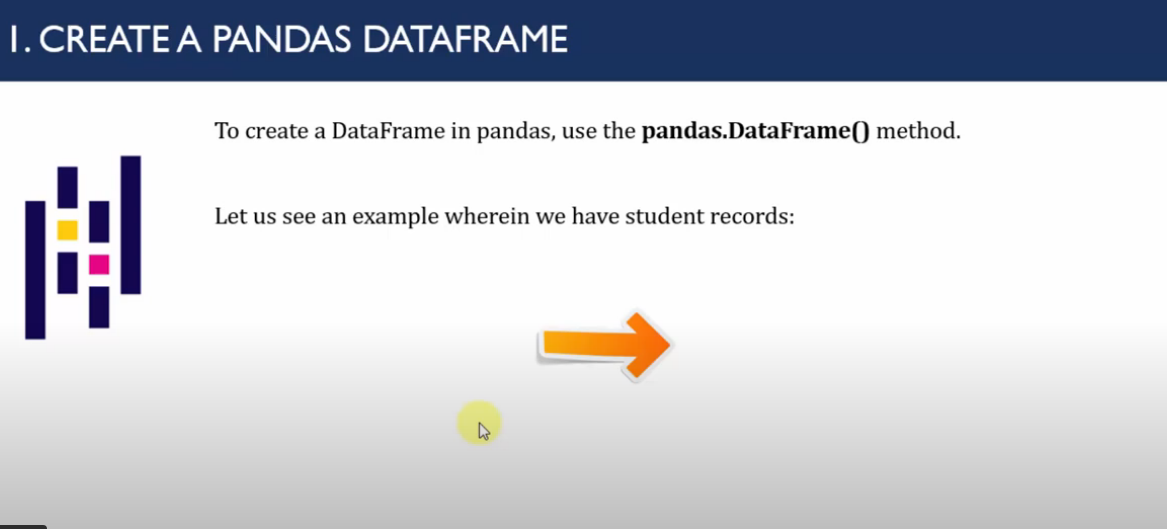 1. CREATE A PANDAS DATAFRAME
To create a DataFrame in pandas, use the pandas.DataFrame() method.
Let us see an example wherein we have student records: